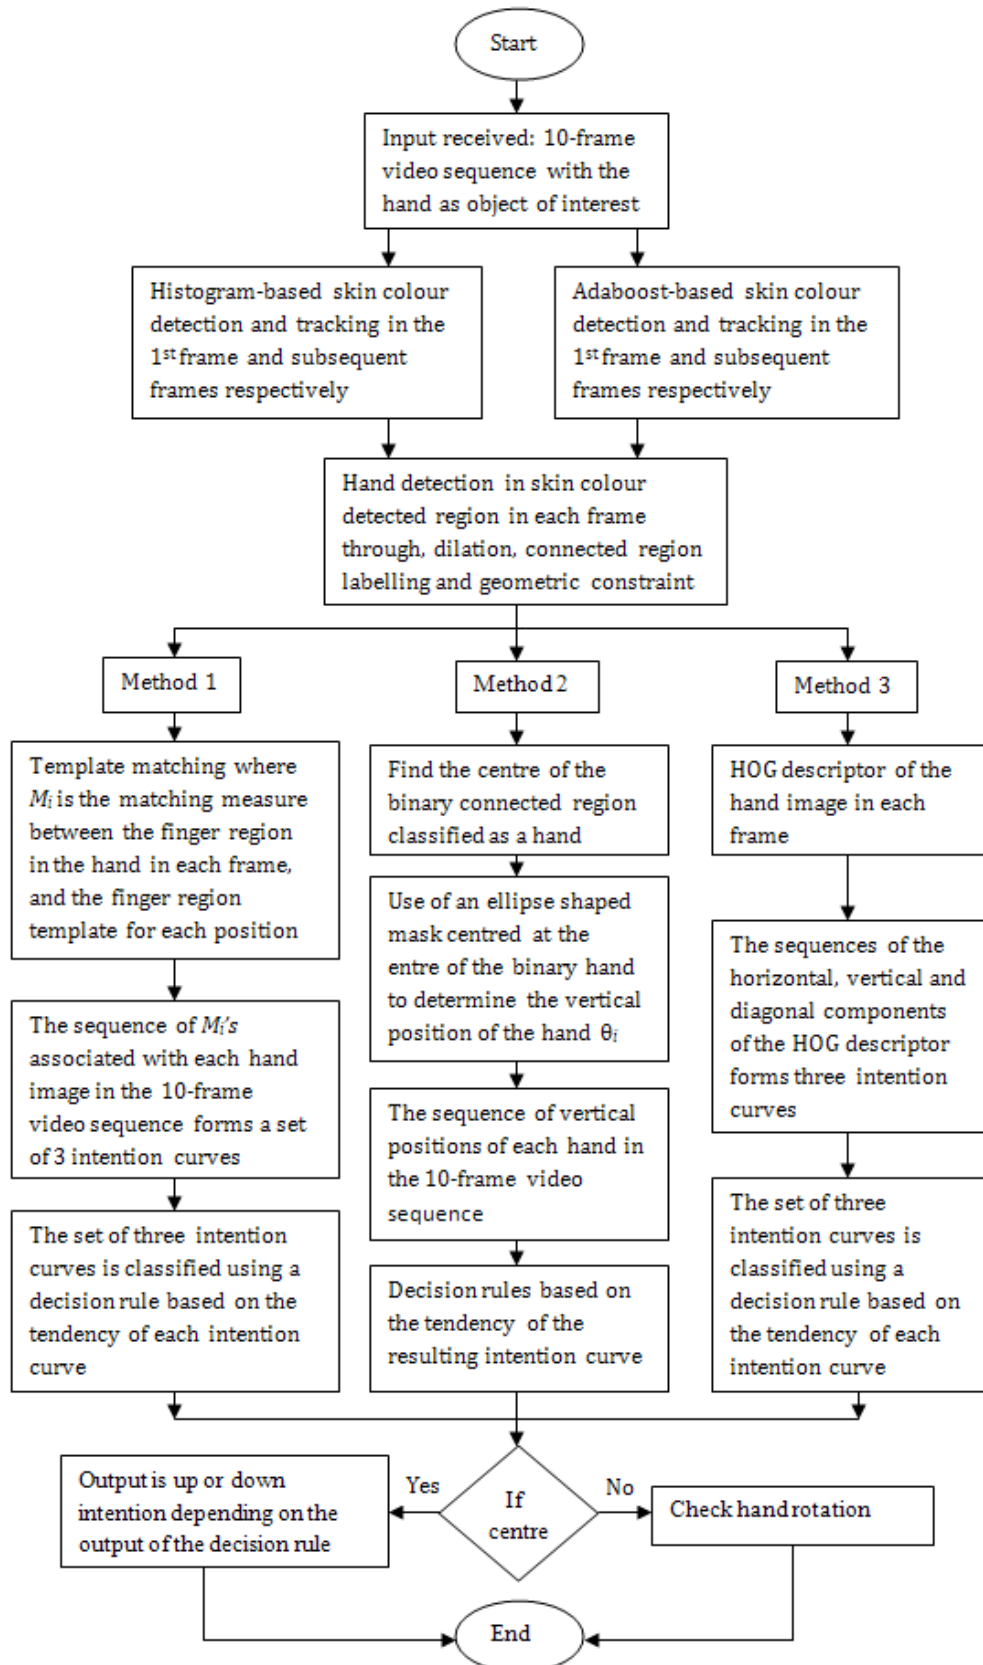 Start
Input received: 10-frame
video sequence with the
hand as object of interest
Histogram-based skin colour
detection and tracking in the
1st frame and subsequent
frames respectively
Adaboost-based skin colour
detection and tracking in the
1st frame and subsequent
frames respectively
Hand detection in skin colour
detected region in each frame
through, dilation, connected region
labelling and geometric constraint
Method 1
Template matching where
Mi is the matching measure
between the finger region
in the hand in each frame,
and the finger region
template for each position
The sequence of Mi's
associated with each hand
image in the 10-frame
video sequence forms a set
of 3 intention curves
The set of three intention
curves is classified using a
decision rule based on the
tendency of each intention
curve
Method 2
Find the centre of the
binary connected region
classified as a hand
Use of an ellipse shaped
mask centred at the
entre of the binary hand
to determine the vertical
position of the hand θi
The sequence of vertical
positions of each hand in
the 10-frame video
sequence
Decision rules based on
the tendency of the
resulting intention curve
Method 3
HOG descriptor of the
hand image in each
frame
The sequences of the
horizontal, vertical and
diagonal components
of the HOG descriptor
forms three intention
curves
The set of three
intention curves is
classified using a
decision rule based on
the tendency of each
intention curve
If
centre
Yes
Output is up or down
intention depending on the
output of the decision rule
No
Check hand rotation
End